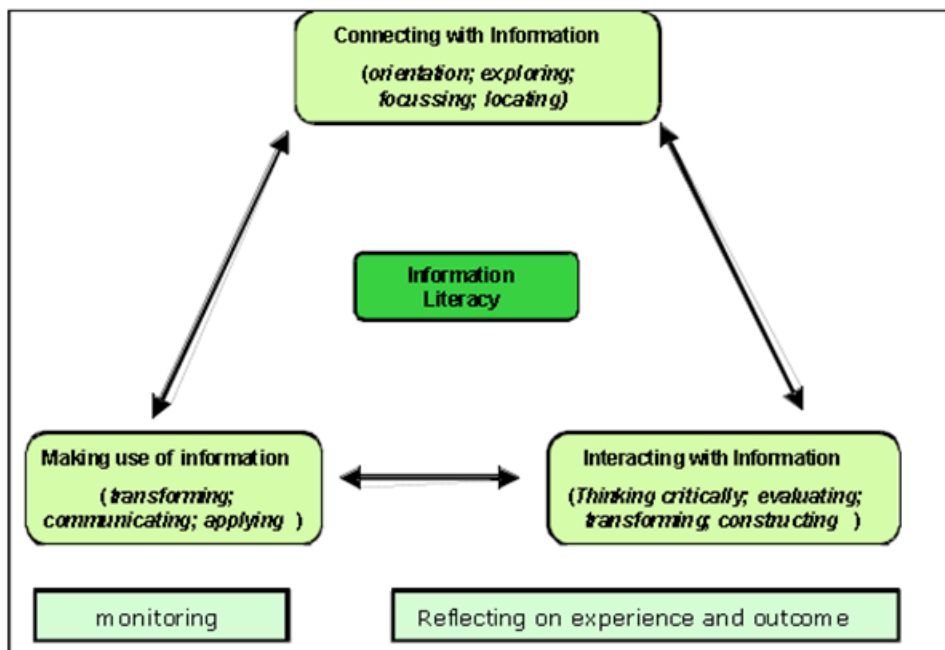 Connecting with Information
(orientation; exploring;
focussing; locating)
Information
Literacy
Making use of information
( transforming;
communicating; applying )
Interacting with Information
(Thinking critically; evaluating;
transforming; constructing )
monitoring
Reflecting on experience and outcome